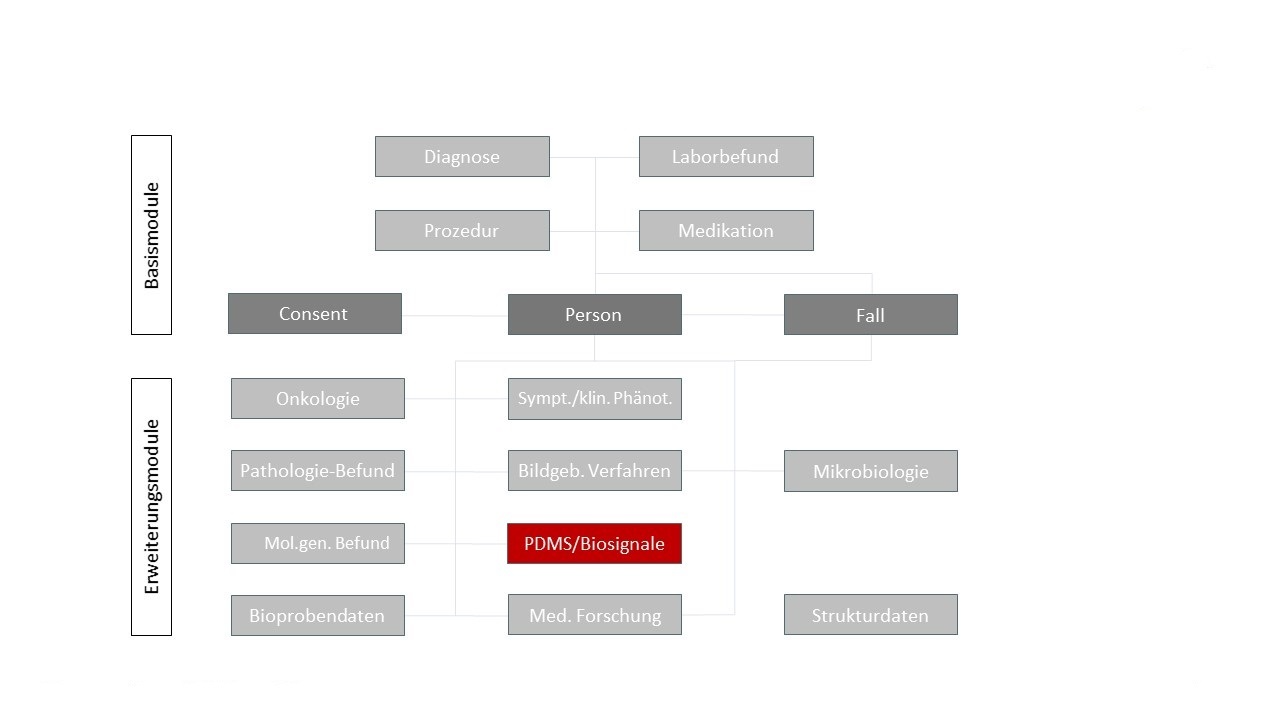 Basismodule
Diagnose
Laborbefund
Prozedur
Medikation
Consent
Person
Fall
Erweiterungsmodule
Onkologie
Sympt./klin. Phänot.
Pathologie-Befund
Bildgeb. Verfahren
Mikrobiologie
Mol.gen. Befund
PDMS/Biosignale
Bioprobendaten
Med. Forschung
Strukturdaten